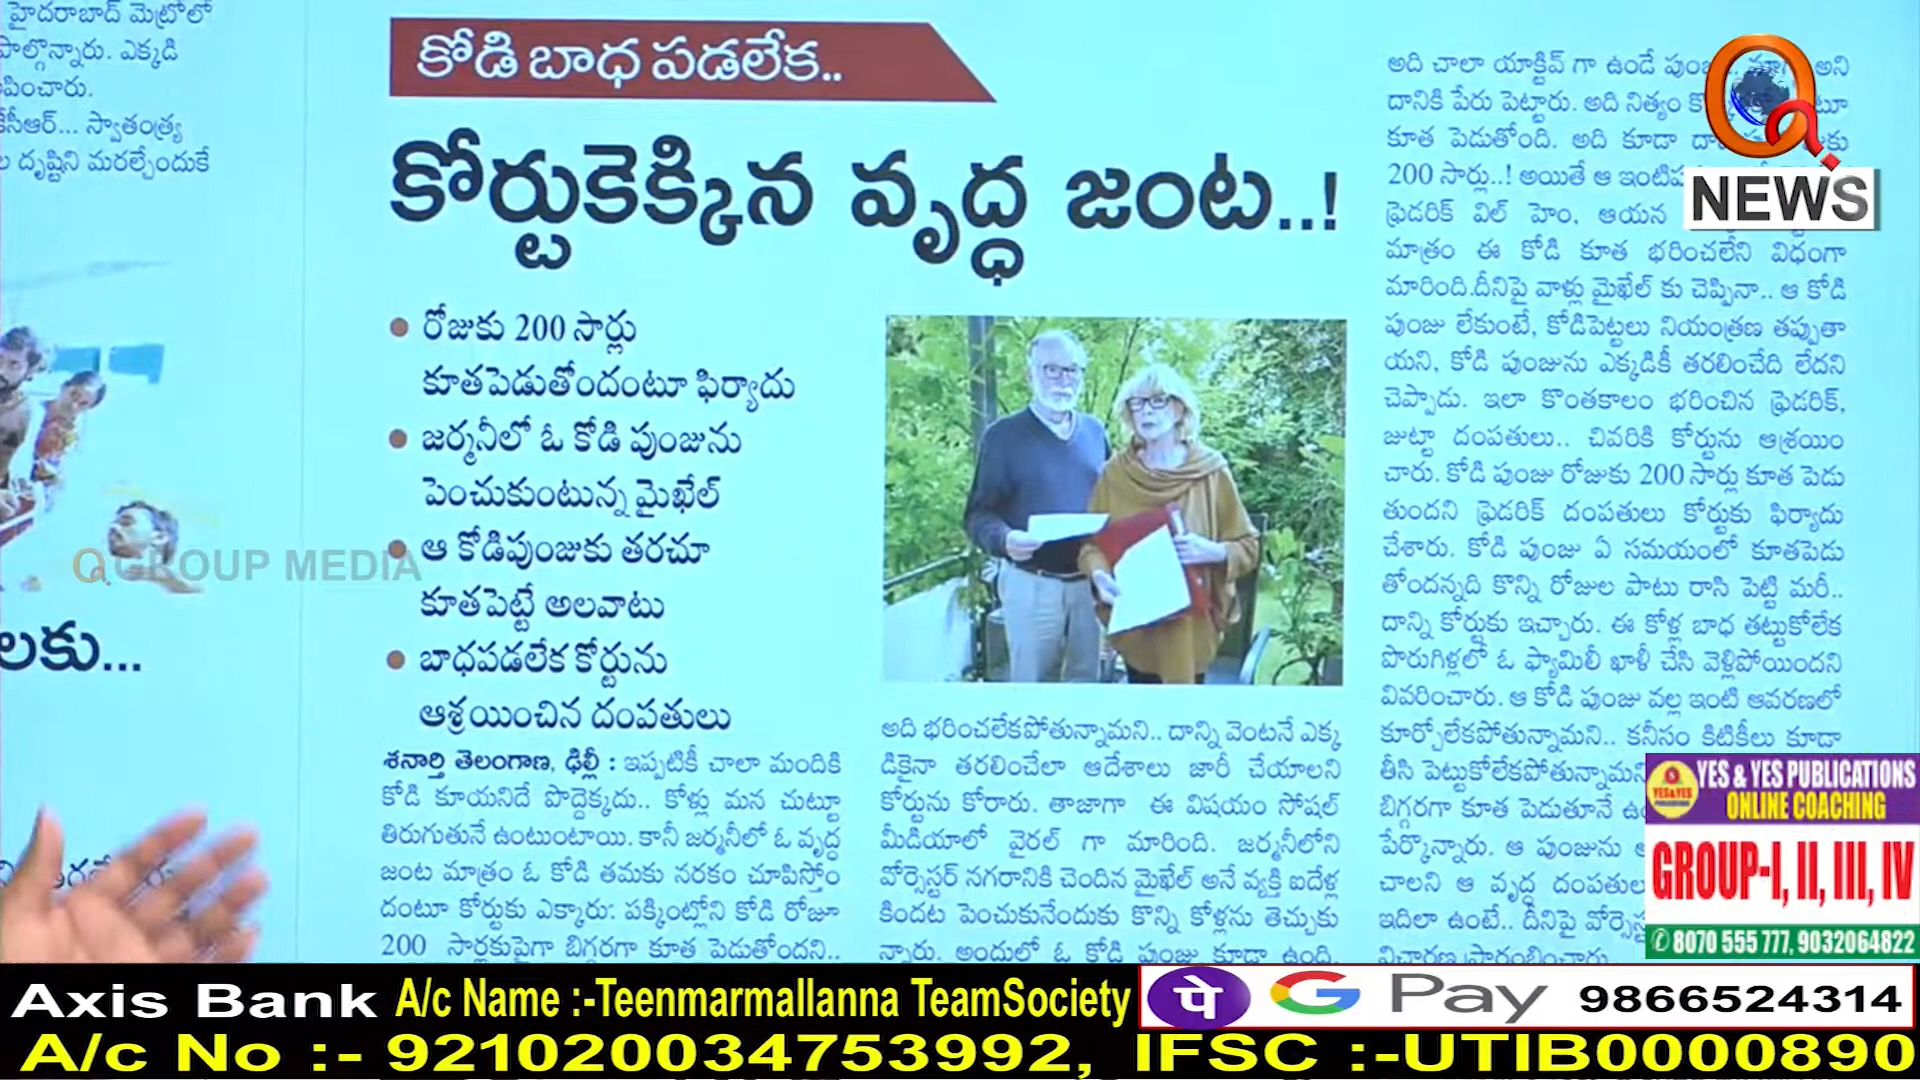 హైదరాబాద్ మెట్రోలో
పాల్గొన్నారు. ఎక్కడి
స్వాతంత్ర్య
దృష్టిని మరల్చేందుకే
లకు...
కోడి బాధ పడలేక..
కోర్టుకెక్కిన వృద్ధ జంట..!
• రోజుకు 200 సార్లు
కూతపెడుతోందంటూ ఫిర్యాదు
• జర్మనీలో ఓ కోడి పుంజును
పెంచుకుంటున్న మైఖేల్
• ఆ కోడిపుంజుకు తరచూ
కూతపెట్టే అలవాటు
• బాధపడలేక కోర్టును
ఆశ్రయించిన దంపతులు
శనార్తి తెలంగాణ, ఢిల్లీ : ఇప్పటికీ చాలా మందికి
కోడి కూయనిదే పొద్దెక్కదు.. కోళ్లు మన చుట్టూ
తిరుగుతునే ఉంటుంటాయి. కానీ జర్మనీలో ఓ వృద్ధ
జంట మాత్రం ఓ కోడి తమకు నరకం చూపిస్తోం
దంటూ కోర్టుకు ఎక్కారు. పక్కింట్లోని కోడి రోజూ
200 సార్లకుపైగా బిగ్గరగా కూత పెడుతోందని..
అది భరించలేకపోతున్నామని.. దాన్ని వెంటనే ఎక్క
డికైనా తరలించేలా ఆదేశాలు జారీ చేయాలని
కోర్టును కోరారు. తాజాగా ఈ విషయం సోషల్
మీడియాలో వైరల్ గా మారింది. జర్మనీలోని
వోర్సెస్టర్ నగరానికి చెందిన మైఖేల్ అనే వ్యక్తి ఐదేళ్ల
కిందట పెంచుకునేందుకు కొన్ని కోళ్లను తెచ్చుకు
న్నారు. అందులో ఓ కోడి పుంజు కూడా ఉంది.
అది చాలా యాక్టివ్ గా ఉండే పుంజు.. అని
దానికి పేరు పెట్టారు. అది నిత్యం
కూత పెడుతోంది. అది కూడా
200 సార్లు..! అయితే ఆ
ఫ్రెడరిక్ విల్ హెం, ఆయన
మాత్రం ఈ కోడి కూత భరించలేని విధంగా
మారింది.దీనిపై వాళ్లు మైఖేల్ కు చెప్పినా.. ఆ కోడి
పుంజు లేకుంటే, కోడిపెట్టలు నియంత్రణ తప్పుతా
యని, కోడి పుంజును ఎక్కడికీ తరలించేది లేదని
చెప్పాడు. ఇలా కొంతకాలం భరించిన ఫ్రెడరిక్,
జుట్టా దంపతులు.. చివరికి కోర్టును ఆశ్రయిం
చారు. కోడి పుంజు రోజుకు 200 సార్లు కూత పెడు
తుందని ఫ్రెడరిక్ దంపతులు కోర్టుకు ఫిర్యాదు
చేశారు. కోడి పుంజు ఏ సమయంలో కూతపెడు
తోందన్నది కొన్ని రోజుల పాటు రాసి పెట్టి మరీ..
దాన్ని కోర్టుకు ఇచ్చారు. ఈ కోళ్ల బాధ తట్టుకోలేక
పొరుగిళ్లలో ఓ ఫ్యామిలీ ఖాళీ చేసి వెళ్లిపోయిందని
వివరించారు. ఆ కోడి పుంజు వల్ల ఇంటి ఆవరణలో
కూర్చోలేకపోతున్నామని.. కనీసం కిటికీలు కూడా
తీసి పెట్టుకోలేకపోతున్నామని
బిగ్గరగా కూత పెడుతూనే
పేర్కొన్నారు. ఆ పుంజును
చాలని ఆ వృద్ధ దంపతులు
ఇదిలా ఉంటే.. దీనిపై
విచారణ ప్రారంభించారు.
Q NEWS
Q GROUP MEDIA
YES & YES PUBLICATIONS
ONLINE COACHING
GROUP-I, II, III, IV
8070 555 777, 9032064822
Axis Bank A/c Name :-Teenmarmallanna TeamSociety
पे G Pay 9866524314
A/c No :- 921020034753992, IFSC :-UTIB0000890